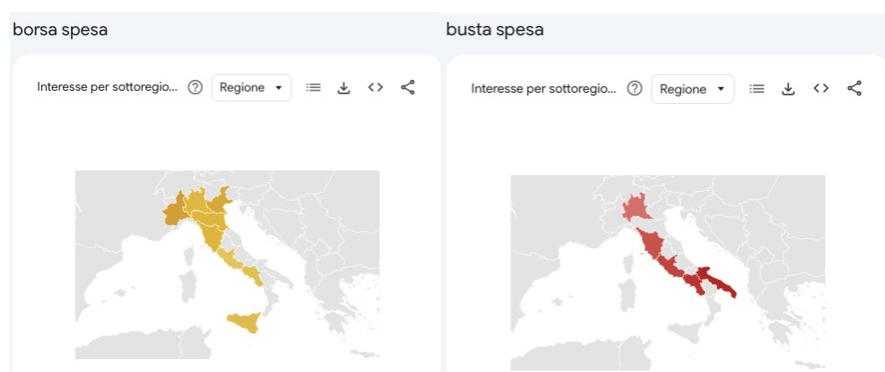 borsa spesa
Interesse per sottoregio...
Regione
busta spesa
Interesse per sottoregio...
Regione